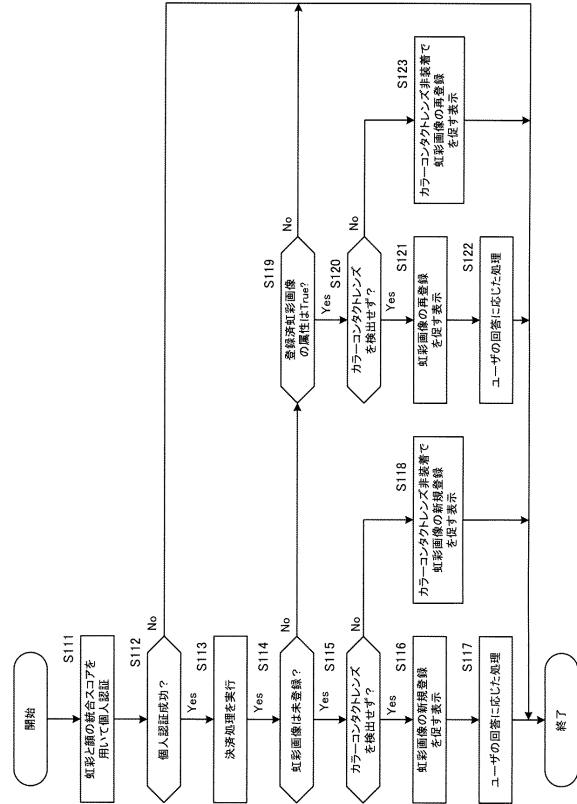 開始
S111
虹彩と顔の統合スコアを
用いて個人認証
S112
個人認証成功？
No
Yes
S113
決済処理を実行
Yes
S114
虹彩画像は未登録？
No
Yes
S115
カラーコンタクトレンズ
を検出せず？
No
Yes
S116
虹彩画像の新規登録
を促す表示
S117
ユーザの回答に応じた処理
終了
S118
カラーコンタクトレンズ非装着で
虹彩画像の新規登録
を促す表示
S119
登録済虹彩画像
の属性はTrue?
No
Yes
S120
カラーコンタクトレンズ
を検出せず？
No
Yes
S121
虹彩画像の再登録
を促す表示
S122
ユーザの回答に応じた処理
S123
カラーコンタクトレンズ非装着で
虹彩画像の再登録
を促す表示